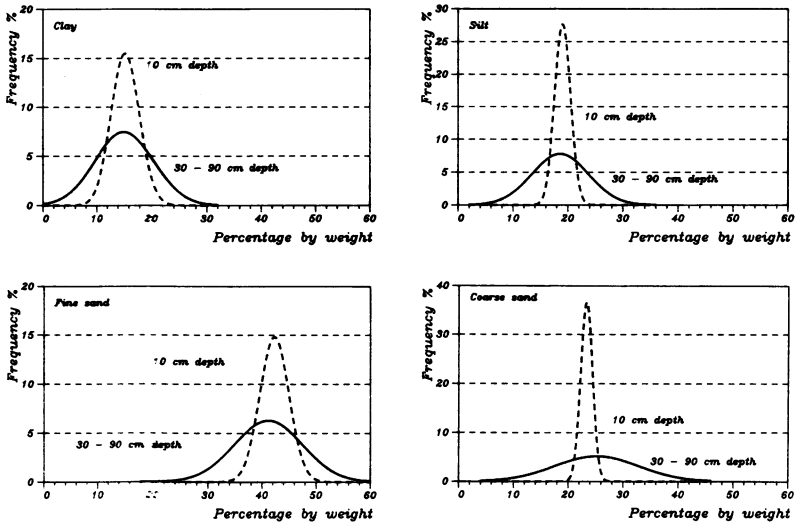 Frequency %
20
15
10
5
0
Clay
10 cm depth
30 - 90 cm depth
0 10 20 30 40 50 60
Percentage by weight
Frequency %
30
25
20
15
10
5
0
Silt
10 cm depth
30 - 90 cm depth
0 10 20 30 40 50 60
Percentage by weight
Frequency %
20
15
10
5
0
Fine sand
10 cm depth
30 - 90 cm depth
0 10 30 40 50 60
Percentage by weight
Frequency %
40
30
20
10
0
Coarse sand
10 cm depth
30 - 90 cm depth
0 10 20 30 40 50 60
Percentage by weight